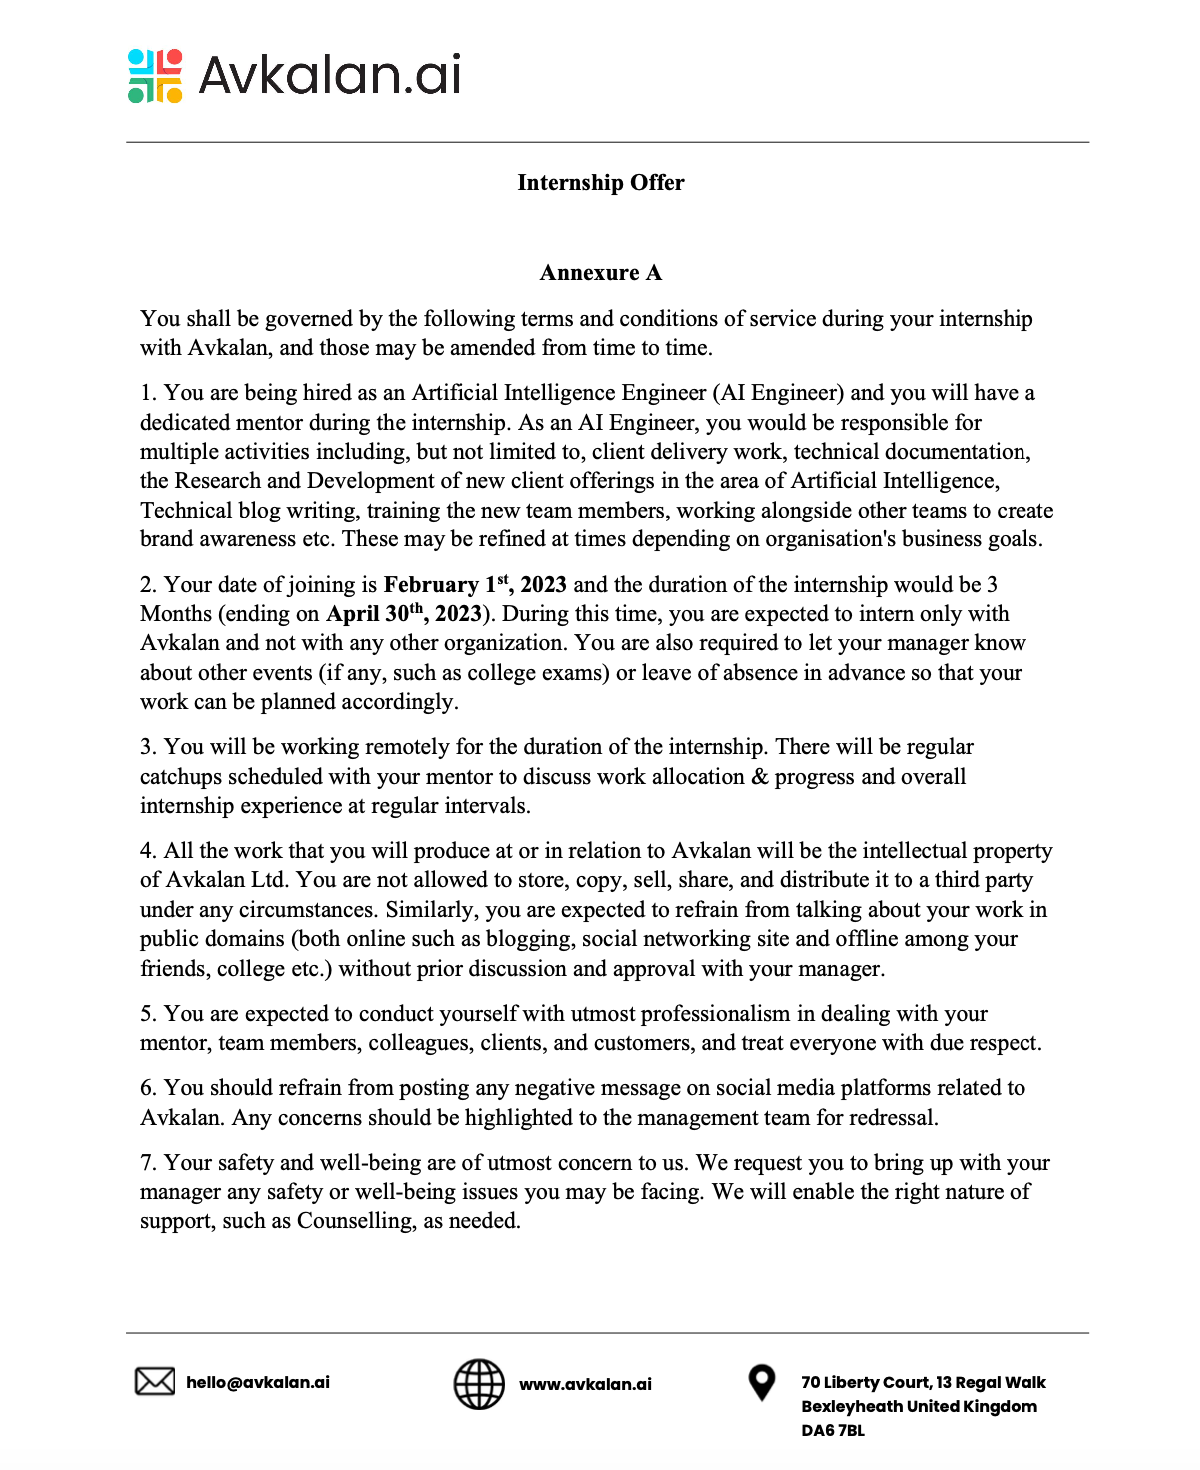 Avkalan.ai
Internship Offer
Annexure A
You shall be governed by the following terms and conditions of service during your internship
with Avkalan, and those may be amended from time to time.
1. You are being hired as an Artificial Intelligence Engineer (AI Engineer) and you will have a
dedicated mentor during the internship. As an AI Engineer, you would be responsible for
multiple activities including, but not limited to, client delivery work, technical documentation,
the Research and Development of new client offerings in the area of Artificial Intelligence,
Technical blog writing, training the new team members, working alongside other teams to create
brand awareness etc. These may be refined at times depending on organisation's business goals.
2. Your date of joining is February 1st, 2023 and the duration of the internship would be 3
Months (ending on April 30th, 2023). During this time, you are expected to intern only with
Avkalan and not with any other organization. You are also required to let your manager know
about other events (if any, such as college exams) or leave of absence in advance so that your
work can be planned accordingly.
3. You will be working remotely for the duration of the internship. There will be regular
catchups scheduled with your mentor to discuss work allocation & progress and overall
internship experience at regular intervals.
4. All the work that you will produce at or in relation to Avkalan will be the intellectual property
of Avkalan Ltd. You are not allowed to store, copy, sell, share, and distribute it to a third party
under any circumstances. Similarly, you are expected to refrain from talking about your work in
public domains (both online such as blogging, social networking site and offline among your
friends, college etc.) without prior discussion and approval with your manager.
5. You are expected to conduct yourself with utmost professionalism in dealing with your
mentor, team members, colleagues, clients, and customers, and treat everyone with due respect.
6. You should refrain from posting any negative message on social media platforms related to
Avkalan. Any concerns should be highlighted to the management team for redressal.
7. Your safety and well-being are of utmost concern to us. We request you to bring up with your
manager any safety or well-being issues you may be facing. We will enable the right nature of
support, such as Counselling, as needed.
hello@avkalan.ai
www.avkalan.ai
70 Liberty Court, 13 Regal Walk
Bexleyheath United Kingdom
DA6 7BL